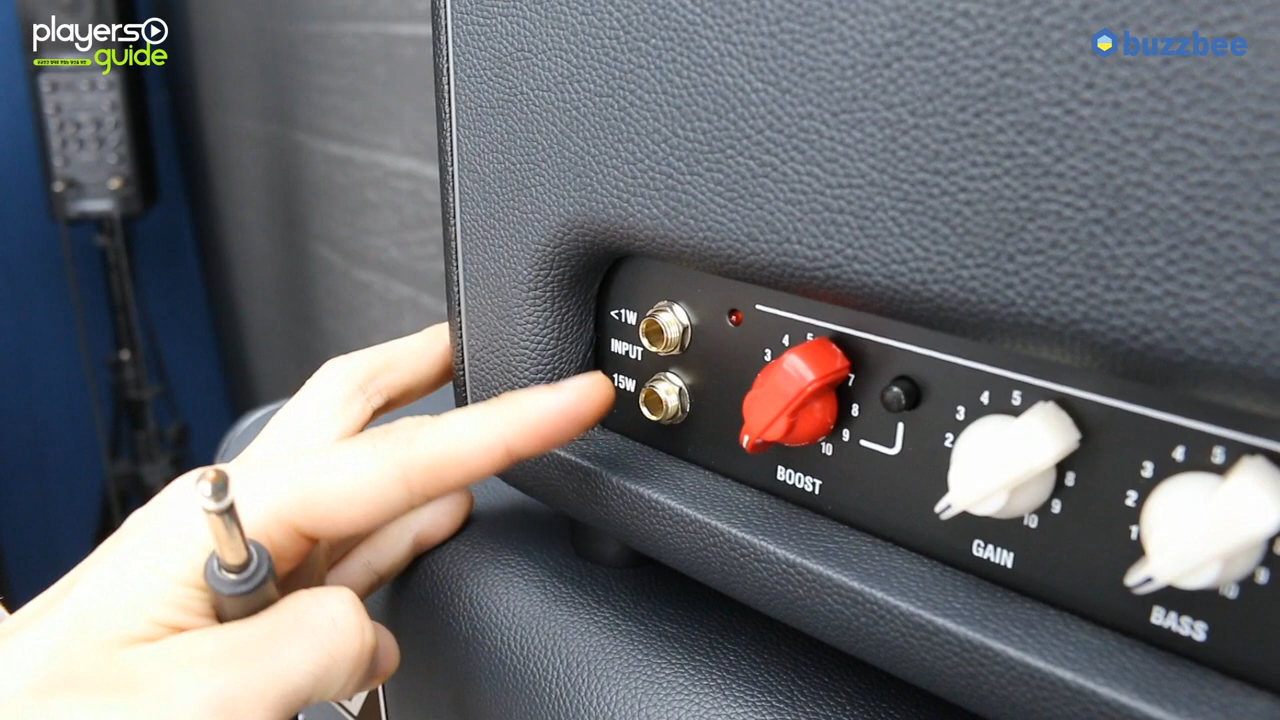 players
guide
buzzbee
<1W
INPUT
15W
3 4 5 7 8 9 10
BOOST
2 3 4 5 8 9 10
GAIN
1 2 3 4 5 9 10
BASS